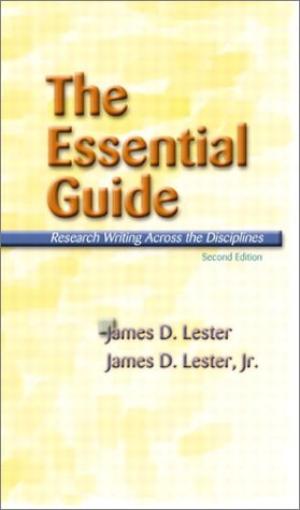 The
Essential
Guide
Research Writing Across the Disciplines
Second Edition
James D. Lester
James D. Lester, Jr.